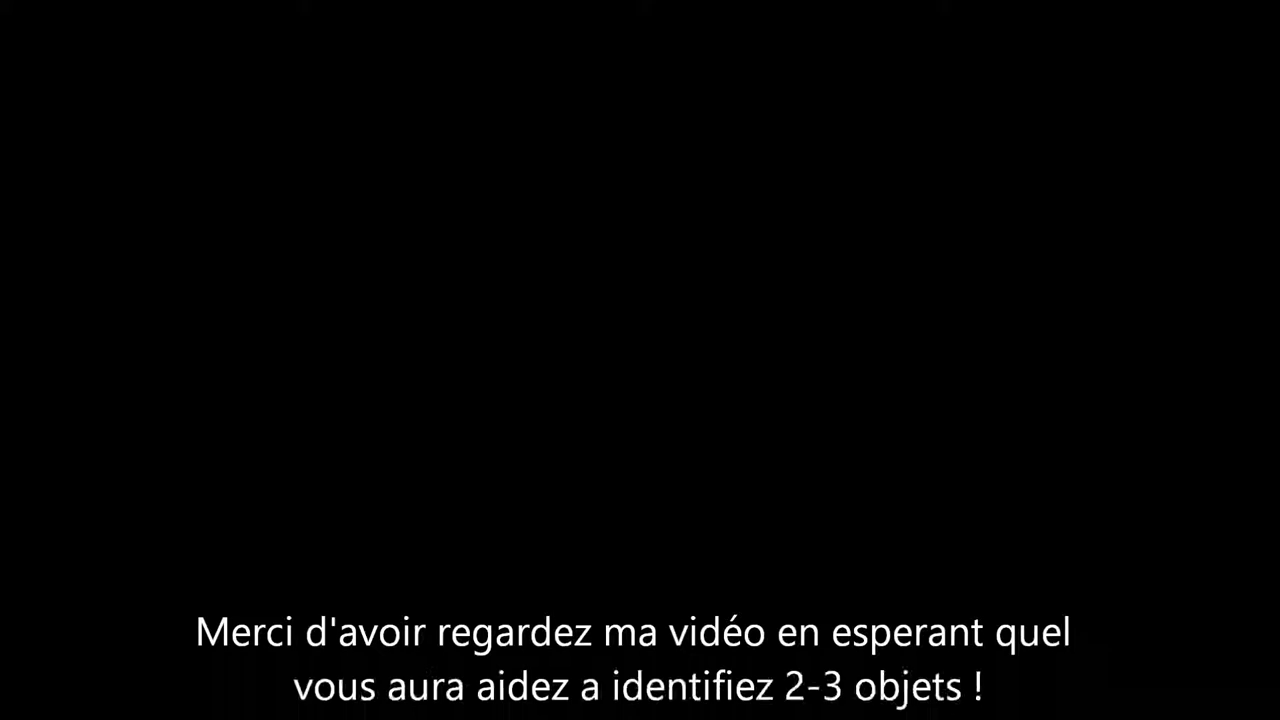 Merci d'avoir regardez ma vidéo en esperant quel
vous aura aidez a identifiez 2-3 objets !